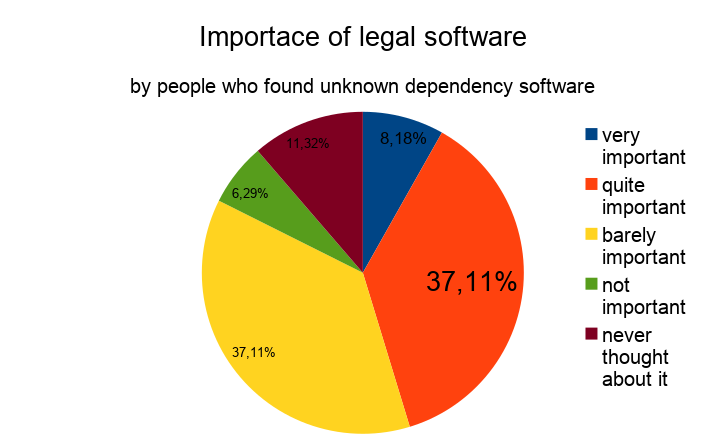 Importace of legal software
by people who found unknown dependency software
11,32%
8,18%
6,29%
37,11%
37,11%
very
important
quite
important
barely
important
not
important
never
thought
about it